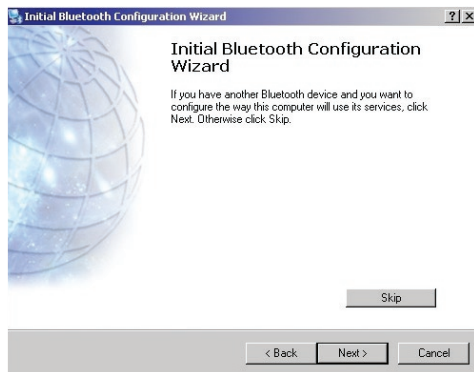 Initial Bluetooth Configuration Wizard
Initial Bluetooth Configuration
Wizard
If you have another Bluetooth device and you want to
configure the way this computer will use its services, click
Next. Otherwise click Skip.
Skip
< Back
Next >
Cancel